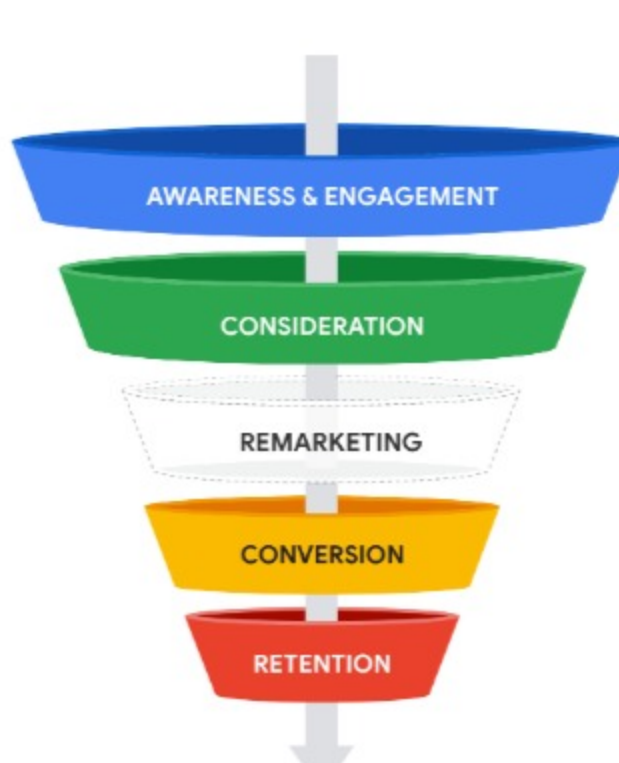 AWARENESS & ENGAGEMENT
CONSIDERATION
REMARKETING
CONVERSION
RETENTION